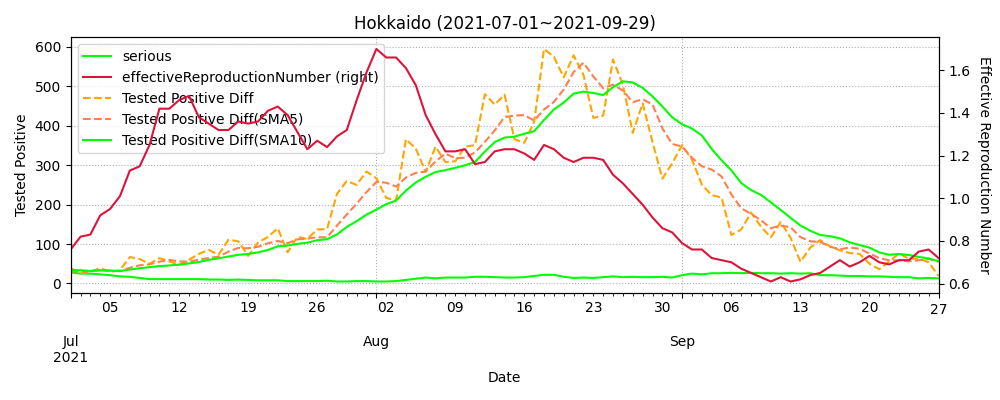 Hokkaido (2021-07-01~2021-09-29)
serious
effectiveReproductionNumber (right)
Tested Positive Diff
Tested Positive Diff(SMA5)
Tested Positive Diff(SMA10)
Tested Positive
600
500
400
300
200
100
0
1.6
1.4
1.2
1.0
0.8
0.6
Effective Reproduction Number
05 12 19 26 02 09 16 23 30 06 13 20 27
Jul Aug Sep
2021
Date